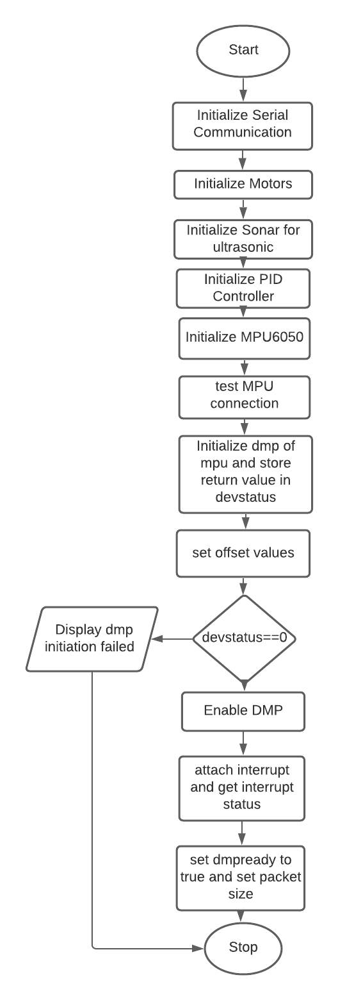 Start
Initialize Serial
Communication
Initialize Motors
Initialize Sonar for
ultrasonic
Initialize PID
Controller
Initialize MPU6050
test MPU
connection
Initialize dmp of
mpu and store
return value in
devstatus
set offset values
devstatus==0
Display dmp
initiation failed
Enable DMP
attach interrupt
and get interrupt
status
set dmpready to
true and set packet
size
Stop